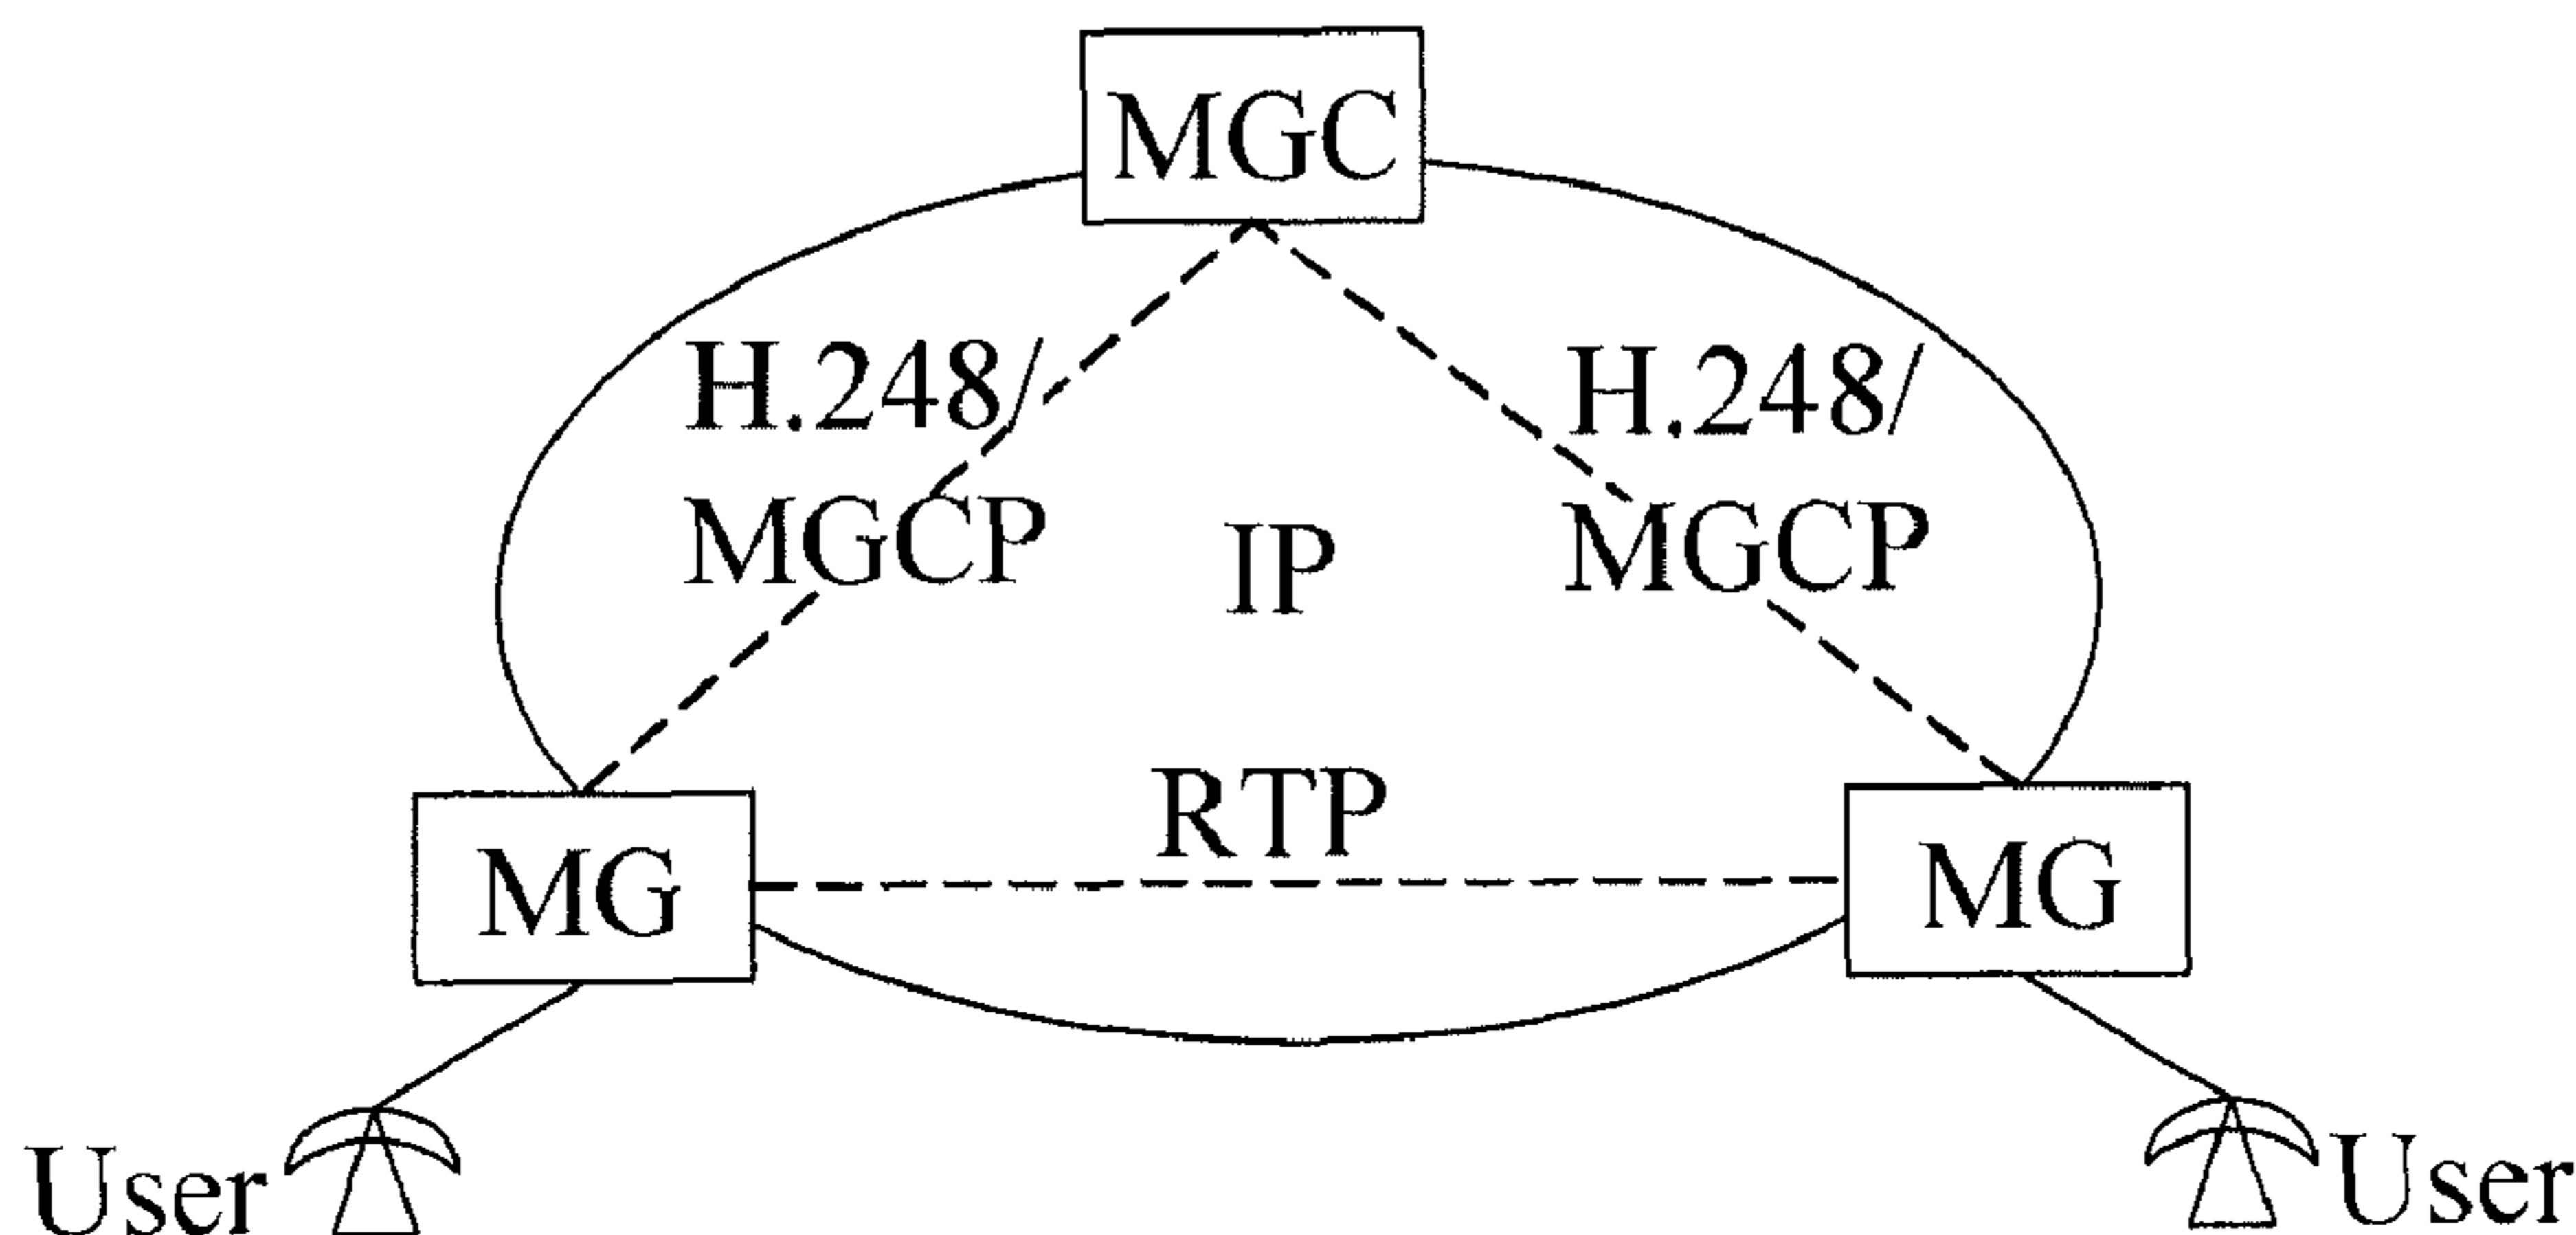 MGC
H.248/
MGCP
H.248/
MGCP
IP
RTP
MG
MG
User
User